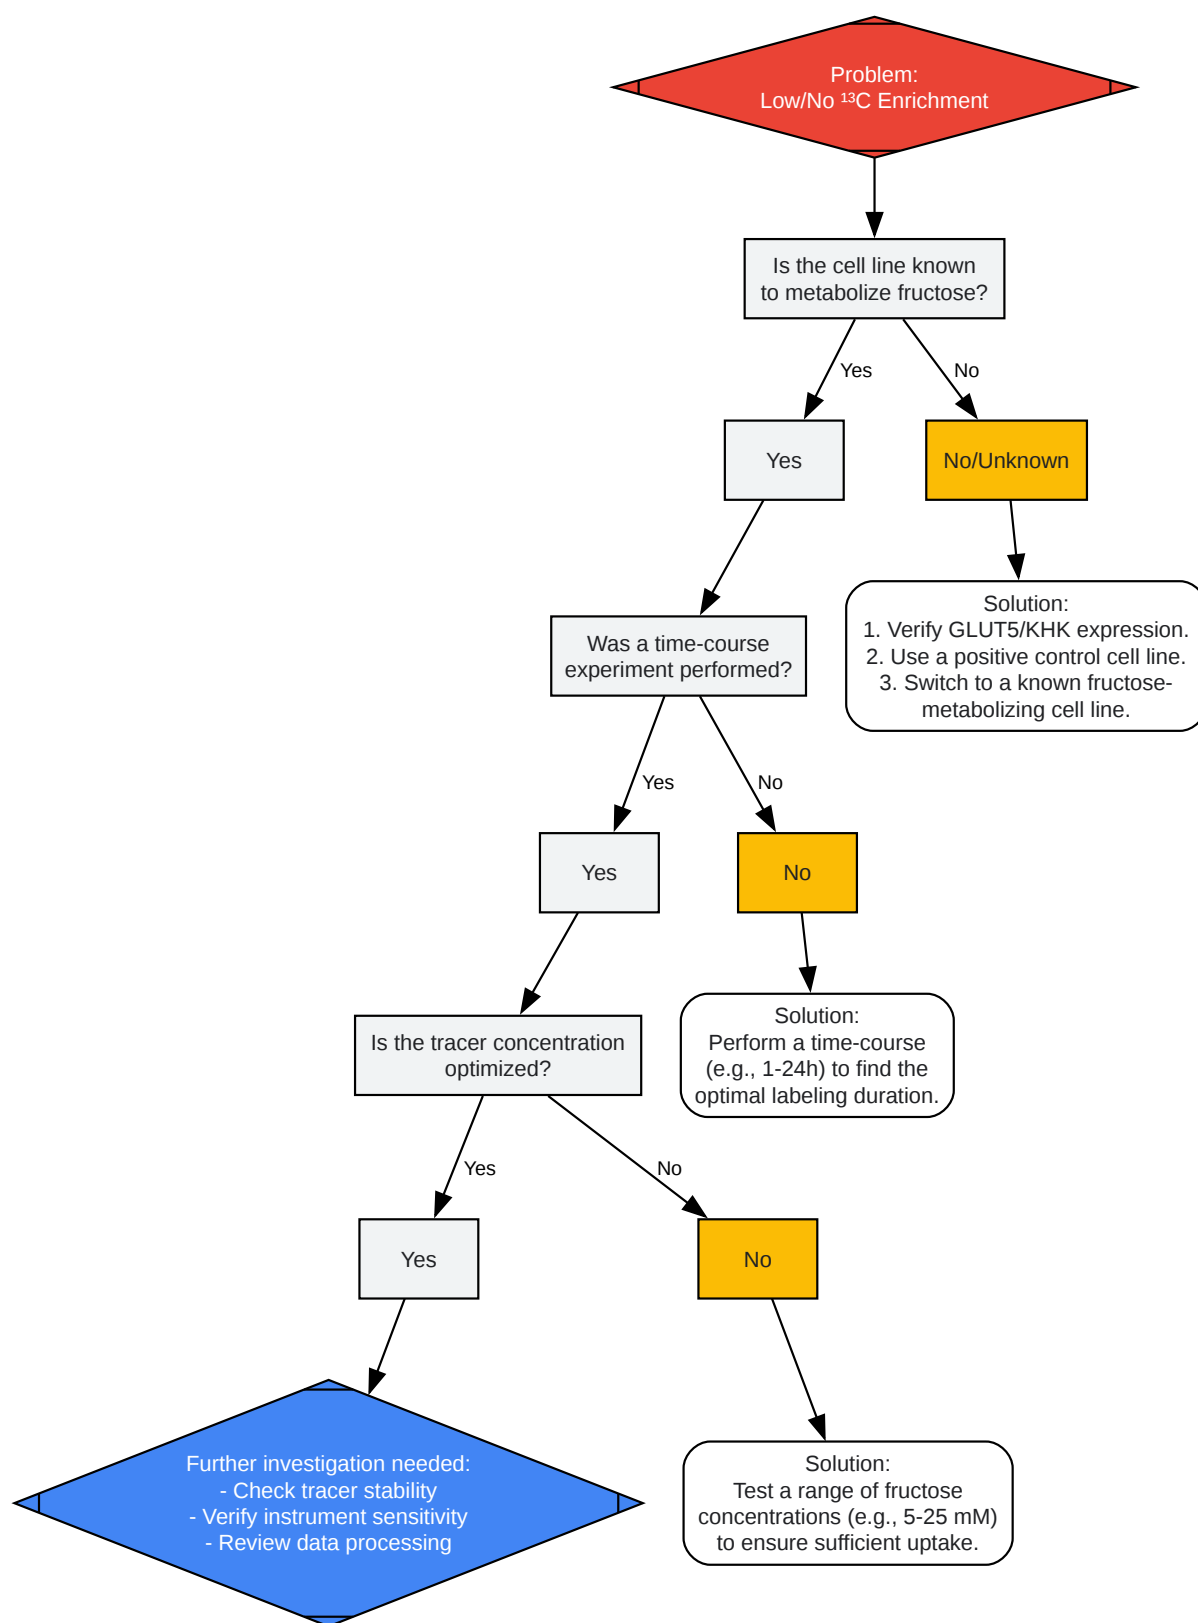 Problem:
Low/No ¹³C Enrichment
Is the cell line known
to metabolize fructose?
Yes
No
Yes
No/Unknown
Solution:
1. Verify GLUT5/KHK expression.
2. Use a positive control cell line.
3. Switch to a known fructose-
metabolizing cell line.
Was a time-course
experiment performed?
Yes
No
Yes
No
Solution:
Perform a time-course
(e.g., 1-24h) to find the
optimal labeling duration.
Is the tracer concentration
optimized?
Yes
No
Yes
No
Further investigation needed:
- Check tracer stability
- Verify instrument sensitivity
- Review data processing
Solution:
Test a range of fructose
concentrations (e.g., 5-25 mM)
to ensure sufficient uptake.